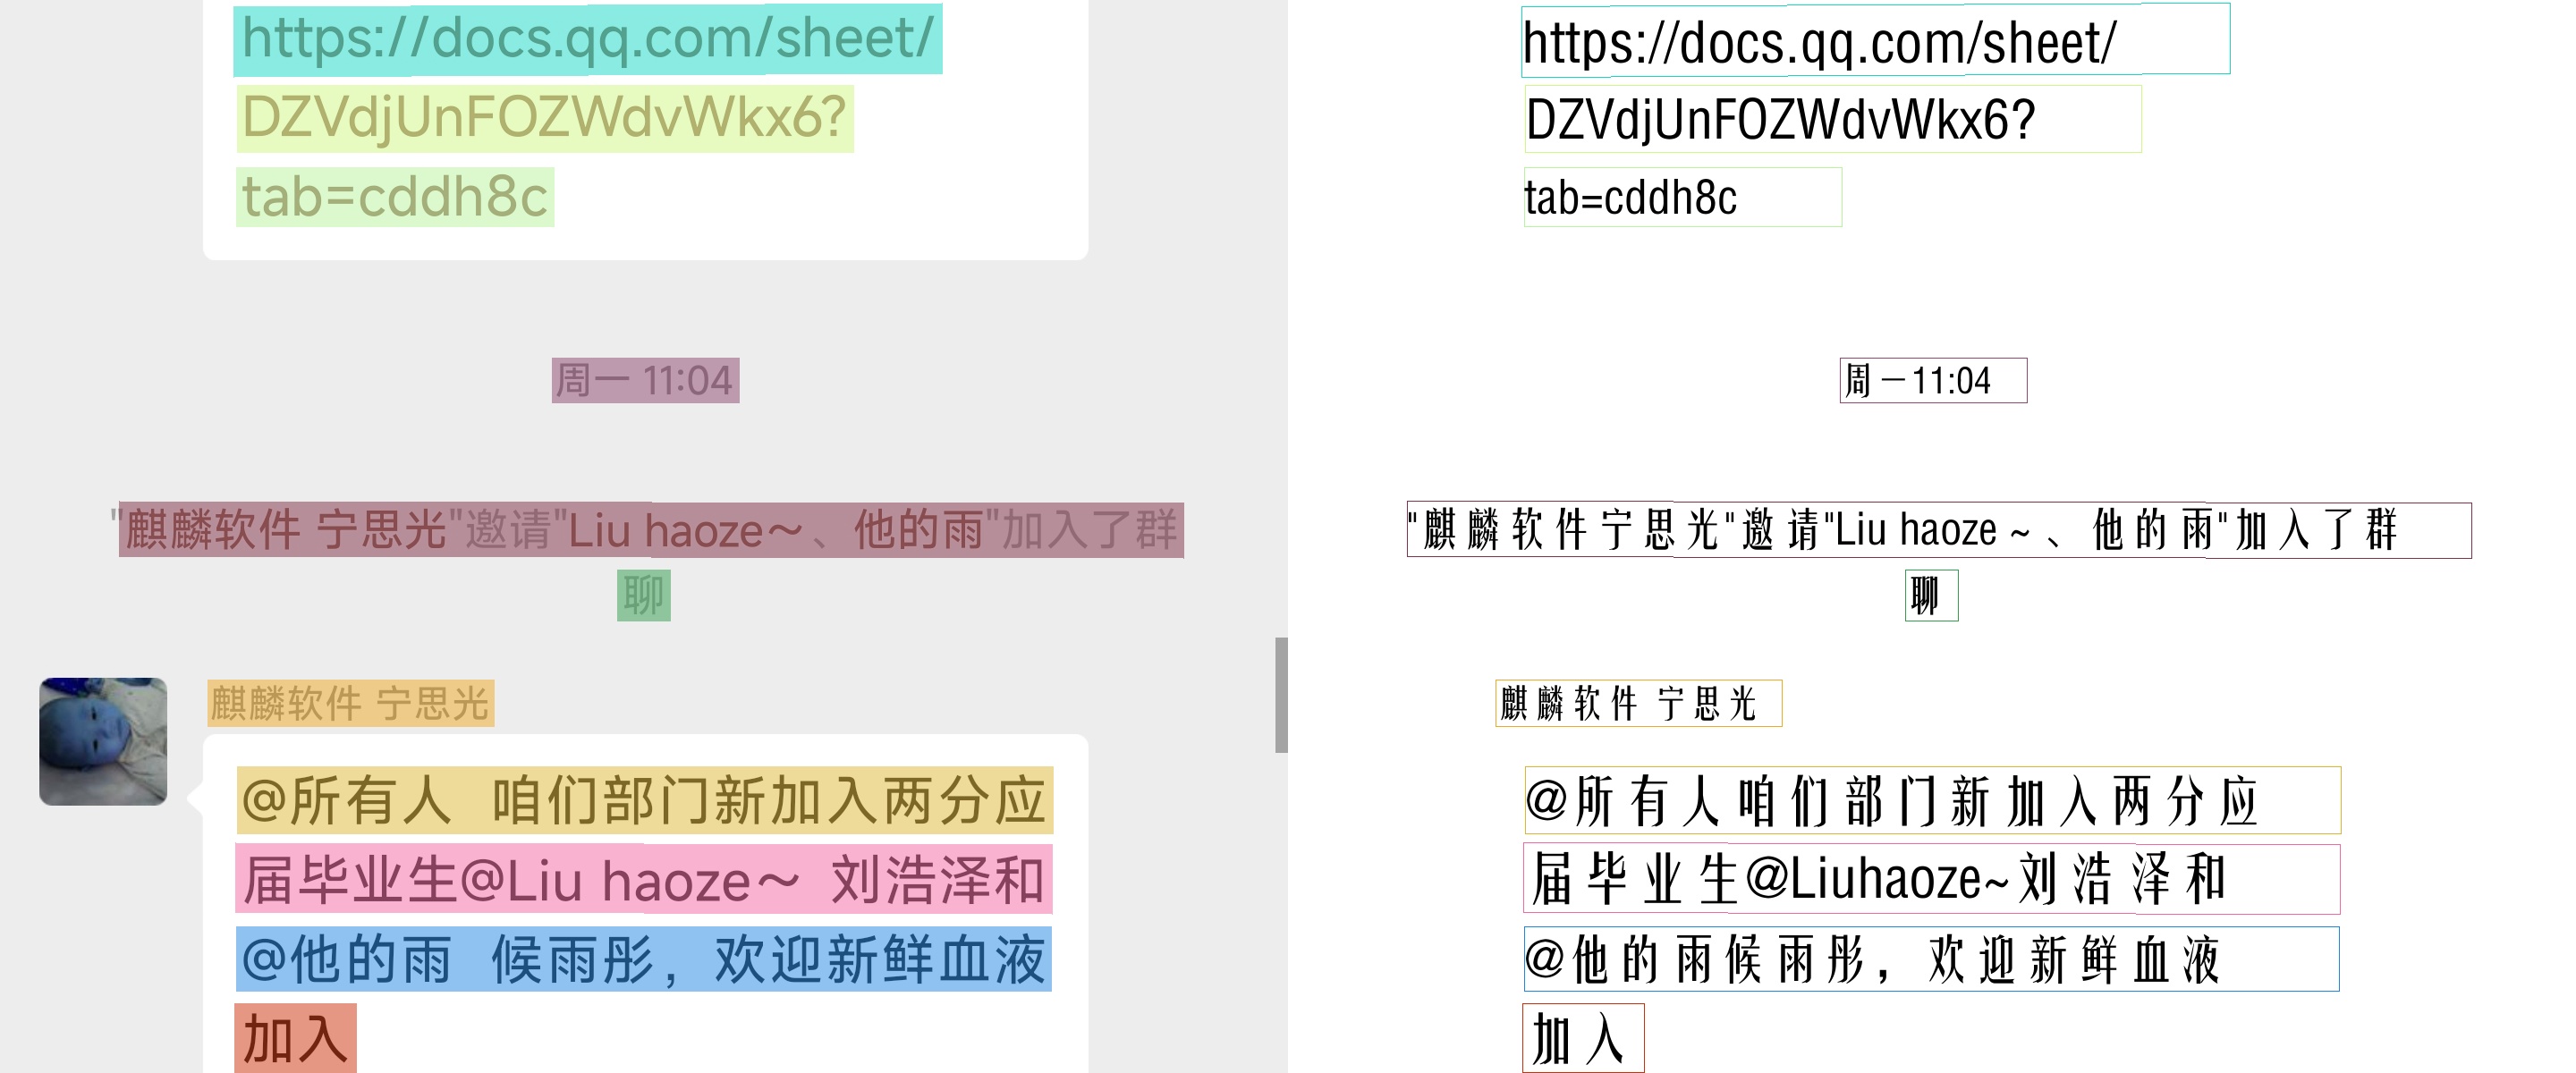 https://docs.qq.com/sheet/
DZVdjUnFOZWdvWkx6?
tab=cddh8c
周一 11:04
"麒麟软件 宁思光"邀请"Liu haoze～、他的雨"加入了群
聊
麒麟软件 宁思光
@所有人 咱们部门新加入两分应
届毕业生@Liu haoze～ 刘浩泽和
@他的雨 候雨彤，欢迎新鲜血液
加入
https://docs.qq.com/sheet/
DZVdjUnFOZWdvWkx6?
tab=cddh8c
周一11:04
"麒麟软件宁思光"邀请"Liu haoze～、他的雨"加入了群
聊
麒麟软件 宁思光
@所有人咱们部门新加入两分应
届毕业生@Liuhaoze~刘浩泽和
@他的雨候雨彤，欢迎新鲜血液
加入